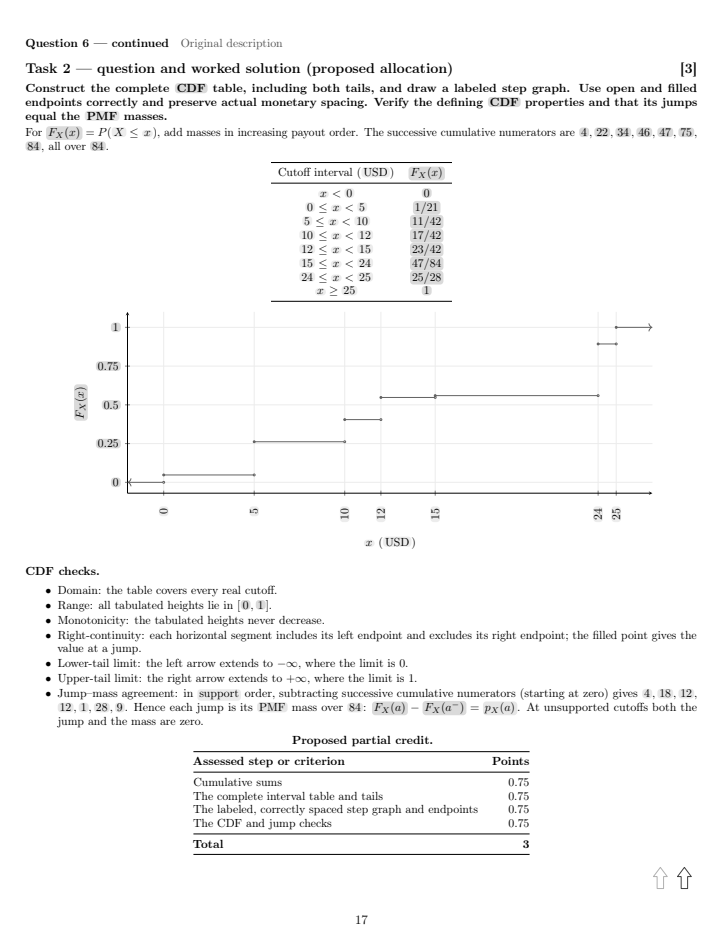 Question 6 — continued Original description
Task 2 — question and worked solution (proposed allocation) [3]
Construct the complete CDF table, including both tails, and draw a labeled step graph. Use open and filled
endpoints correctly and preserve actual monetary spacing. Verify the defining CDF properties and that its jumps
equal the PMF masses.
For F_X(x) = P(X ≤ x), add masses in increasing payout order. The successive cumulative numerators are 4, 22, 34, 46, 47, 75,
84, all over 84.
Cutoff interval (USD) F_X(x)
x < 0 0
0 ≤ x < 5 1/21
5 ≤ x < 10 11/42
10 ≤ x < 12 17/42
12 ≤ x < 15 23/42
15 ≤ x < 24 47/84
24 ≤ x < 25 25/28
x ≥ 25 1
1
0.75
0.5
0.25
0
F_X(x)
0 5 10 12 15 24 25
x (USD)
CDF checks.
• Domain: the table covers every real cutoff.
• Range: all tabulated heights lie in [0, 1].
• Monotonicity: the tabulated heights never decrease.
• Right-continuity: each horizontal segment includes its left endpoint and excludes its right endpoint; the filled point gives the
value at a jump.
• Lower-tail limit: the left arrow extends to −∞, where the limit is 0.
• Upper-tail limit: the right arrow extends to +∞, where the limit is 1.
• Jump–mass agreement: in support order, subtracting successive cumulative numerators (starting at zero) gives 4, 18, 12,
12, 1, 28, 9. Hence each jump is its PMF mass over 84: F_X(a) − F_X(a⁻) = p_X(a). At unsupported cutoffs both the
jump and the mass are zero.
Proposed partial credit.
Assessed step or criterion Points
Cumulative sums 0.75
The complete interval table and tails 0.75
The labeled, correctly spaced step graph and endpoints 0.75
The CDF and jump checks 0.75
Total 3
17